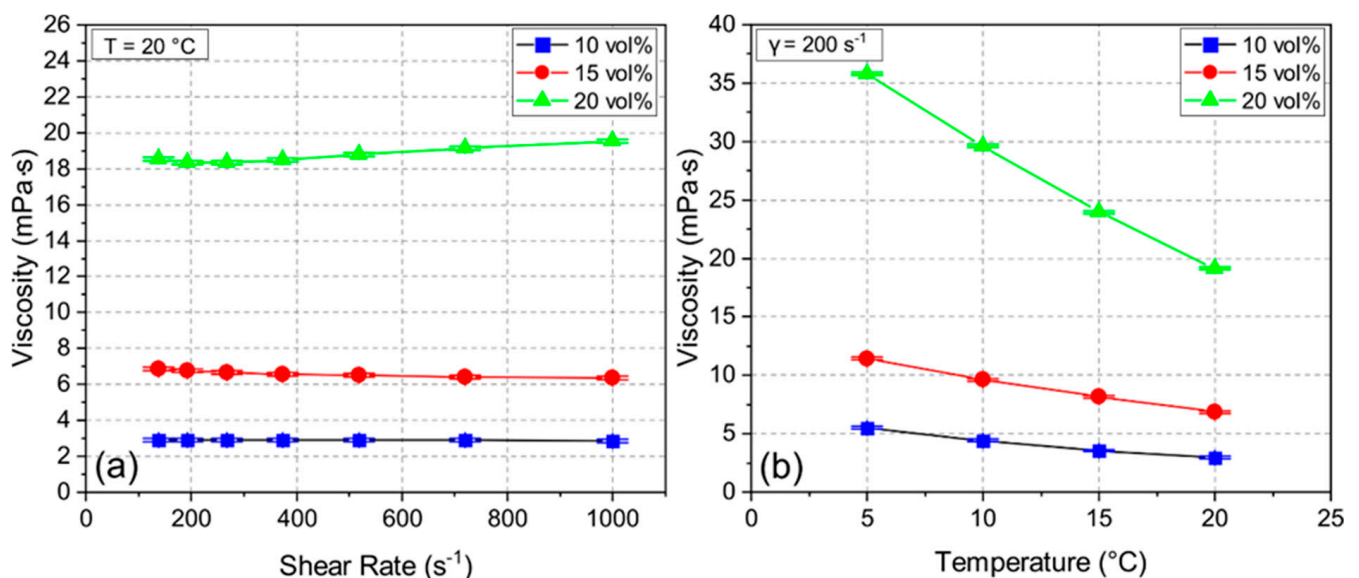 26
24
22
20
18
16
14
12
10
8
6
4
2
0
Viscosity (mPa·s)
T = 20 °C
10 vol%
15 vol%
20 vol%
(a)
0
200
400
600
800
1000
Shear Rate (s⁻¹)
40
35
30
25
20
15
10
5
0
Viscosity (mPa·s)
γ = 200 s⁻¹
10 vol%
15 vol%
20 vol%
(b)
0
5
10
15
20
25
Temperature (°C)